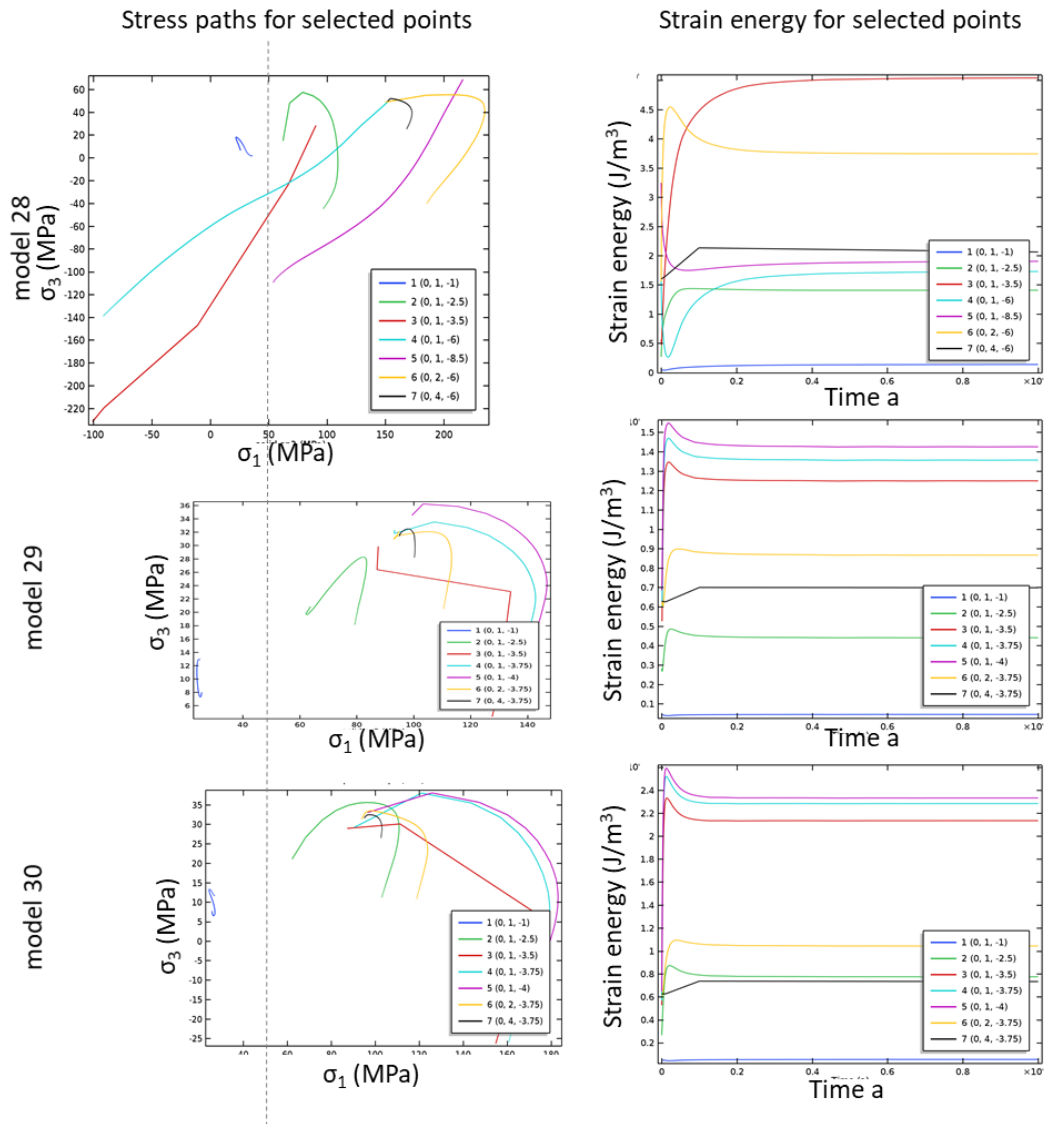 Stress paths for selected points
Strain energy for selected points
model 28
σ3 (MPa)
60
40
20
0
-20
-40
-60
-80
-100
-120
-140
-160
-180
-200
-220
-100
-50
0
50
100
150
200
σ1 (MPa)
1 (0, 1, -1)
2 (0, 1, -2.5)
3 (0, 1, -3.5)
4 (0, 1, -6)
5 (0, 1, -8.5)
6 (0, 2, -6)
7 (0, 4, -6)
Strain energy (J/m³)
4.5
4
3.5
3
2.5
2
1.5
1
0.5
0
0
0.2
0.4
0.6
0.8
Time a
1 (0, 1, -1)
2 (0, 1, -2.5)
3 (0, 1, -3.5)
4 (0, 1, -6)
5 (0, 1, -8.5)
6 (0, 2, -6)
7 (0, 4, -6)
model 29
σ3 (MPa)
36
34
32
30
28
26
24
22
20
18
16
14
12
10
8
6
40
60
80
100
120
140
σ1 (MPa)
1 (0, 1, -1)
2 (0, 1, -2.5)
3 (0, 1, -3.5)
4 (0, 1, -3.75)
5 (0, 1, -4)
6 (0, 2, -3.75)
7 (0, 4, -3.75)
Strain energy (J/m³)
1.5
1.4
1.3
1.2
1.1
1
0.9
0.8
0.7
0.6
0.5
0.4
0.3
0.2
0.1
0
0.2
0.4
0.6
0.8
Time a
1 (0, 1, -1)
2 (0, 1, -2.5)
3 (0, 1, -3.5)
4 (0, 1, -3.75)
5 (0, 1, -4)
6 (0, 2, -3.75)
7 (0, 4, -3.75)
model 30
σ3 (MPa)
35
30
25
20
15
10
5
0
-5
-10
-15
-20
-25
40
60
80
100
120
140
160
180
σ1 (MPa)
1 (0, 1, -1)
2 (0, 1, -2.5)
3 (0, 1, -3.5)
4 (0, 1, -3.75)
5 (0, 1, -4)
6 (0, 2, -3.75)
7 (0, 4, -3.75)
Strain energy (J/m³)
2.4
2.2
2
1.8
1.6
1.4
1.2
1
0.8
0.6
0.4
0.2
0
0.2
0.4
0.6
0.8
Time a
1 (0, 1, -1)
2 (0, 1, -2.5)
3 (0, 1, -3.5)
4 (0, 1, -3.75)
5 (0, 1, -4)
6 (0, 2, -3.75)
7 (0, 4, -3.75)